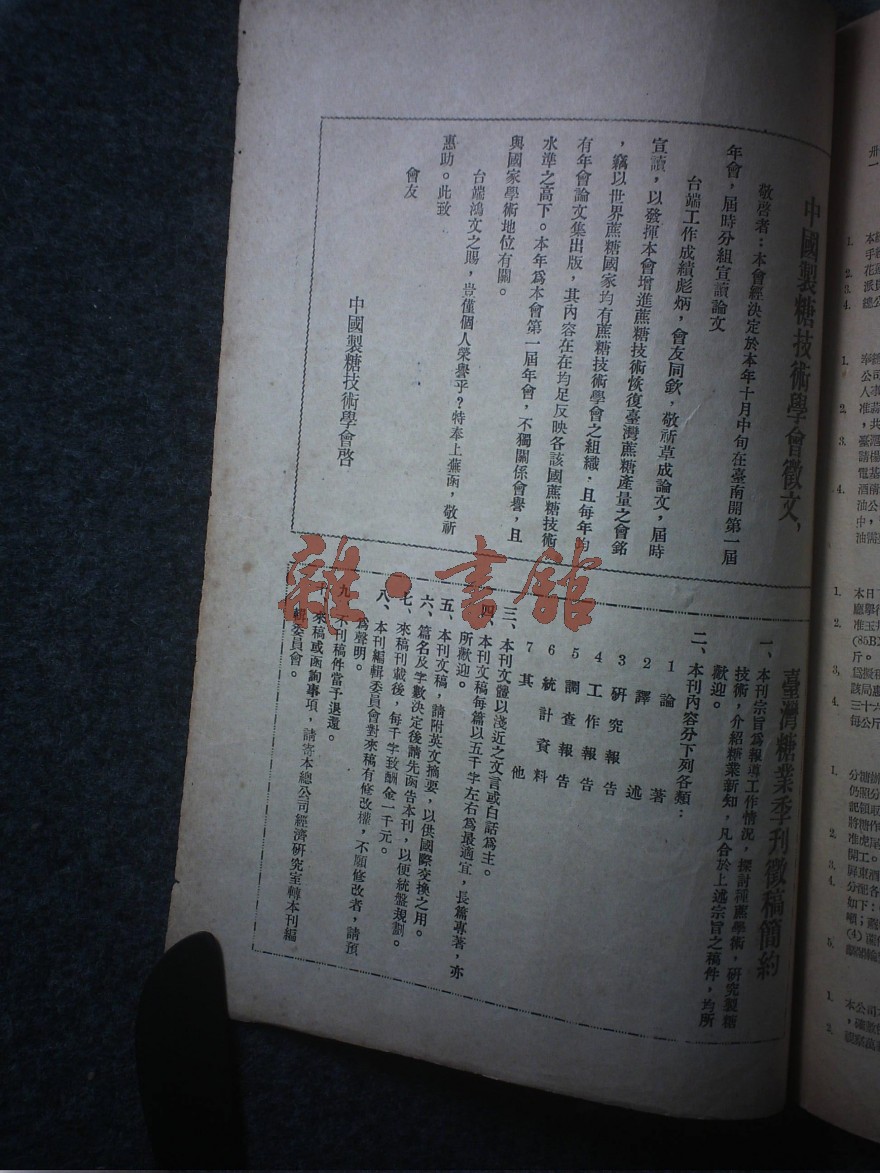 中國製糖技術學會徵文,
敬啓者：本會經決定於本年十月中旬在臺南開第一屆
年會，屆時分組宣讀論文
台端工作成績彪炳，會友同欽，敬祈草成論文，屆時
宣讀，以發揮本會增進蔗糖技術恢復臺灣蔗糖產量之會銘
，竊以世界蔗糖國家均有蔗糖技術學會之組織，且每年均
有年會論文集出版，其內容在在均足反映各該國蔗糖技術
水準之高下。本年爲本會第一屆年會，不獨關係會譽，且
與國家學術地位有關。
台端鴻文之賜，豈僅個人榮譽乎？特奉上蕪函，敬祈
惠助。此致
會友
中國製糖技術學會啓
臺灣糖業季刊徵稿簡約
一、本刊宗旨爲報導工作情況，探討種蔗學術，研究製糖
技術，介紹糖業新知，凡合於上述宗旨之稿件，均所
歡迎。
二、本刊內容分下列各類：
1 論著
2 譯述
3 研究報告
4 工作報告
5 調查報告
6 統計資料
7 其他
三、本刊文體以淺近之文言或白話爲主。
四、本刊文稿每篇以五千字左右爲最適宜，長篇專著，亦
所歡迎。
五、本刊文稿，請附英文摘要，以供國際交換之用。
六、篇名及字數決定後請先函告本刊，以便統盤規劃。
七、來稿刊載後，每千字致酬金一千元。
八、本刊編輯委員會對來稿有修改權，不願修改者，請預
爲聲明。
九、不刊稿件當予退還。
十、來稿或函詢事項，請寄本總公司經濟研究室轉本刊編
輯委員會。
雜·書館